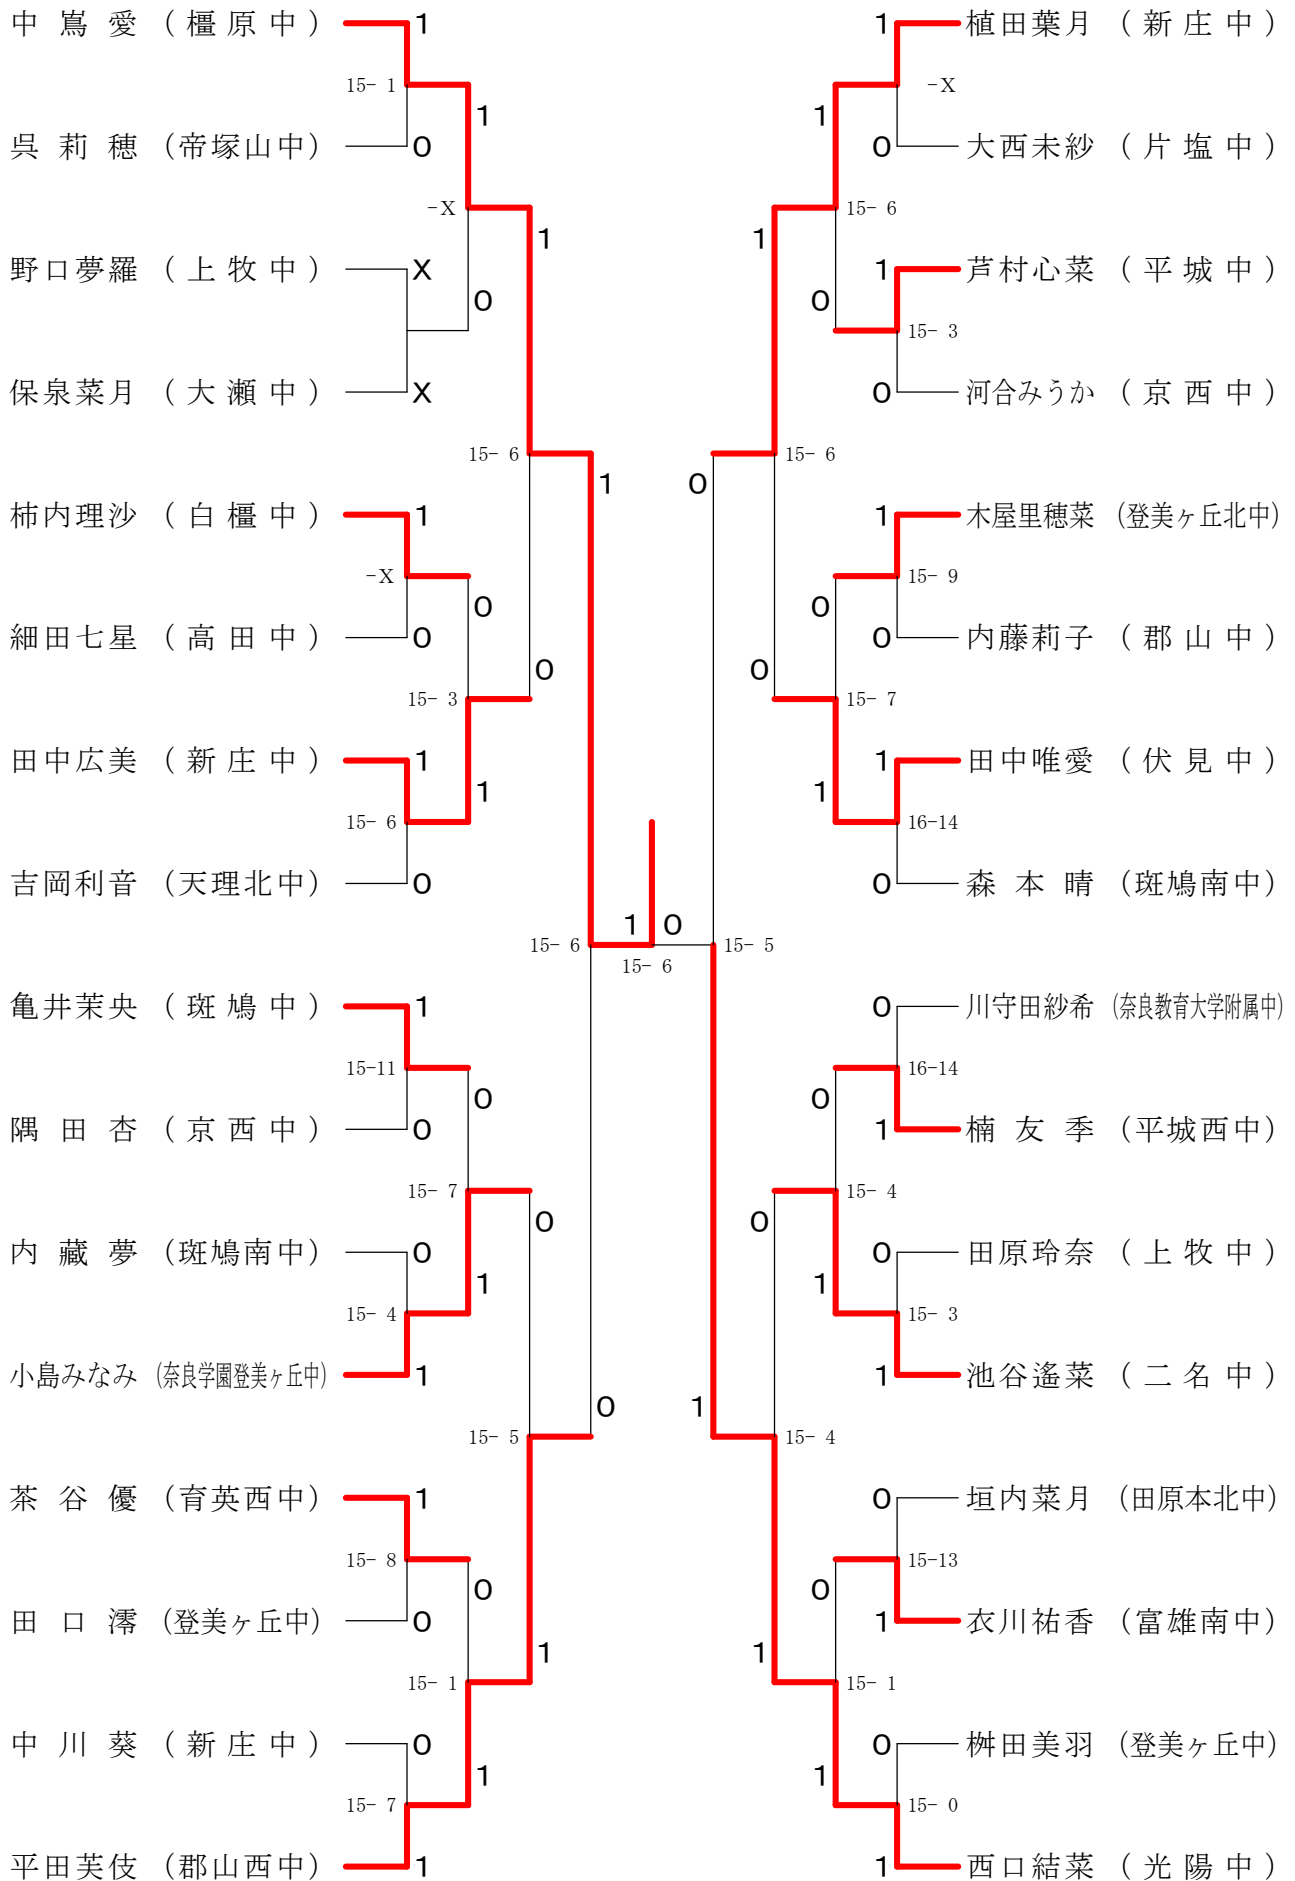 中嶌愛 (橿原中) 1
15- 1
呉莉穂 (帝塚山中) 0
1
-X
野口夢羅 (上牧中) X
0
保泉菜月 (大瀬中) X
1
15- 6
柿内理沙 (白橿中) 1
-X
細田七星 (高田中) 0
0
15- 3
田中広美 (新庄中) 1
15- 6
吉岡利音 (天理北中) 0
1
0
1
15- 6
亀井茉央 (斑鳩中) 1
15-11
隅田杏 (京西中) 0
0
15- 7
内藏夢 (斑鳩南中) 0
15- 4
小島みなみ (奈良学園登美ヶ丘中) 1
1
0
15- 5
茶谷優 (育英西中) 1
15- 8
田口澪 (登美ヶ丘中) 0
0
15- 1
中川葵 (新庄中) 0
15- 7
平田芙伎 (郡山西中) 1
1
1
0
1 0
15- 6
1 植田葉月 (新庄中)
-X
0 大西未紗 (片塩中)
1
15- 6
1 芦村心菜 (平城中)
15- 3
0 河合みうか (京西中)
0
1
15- 6
1 木屋里穂菜 (登美ヶ丘北中)
15- 9
0 内藤莉子 (郡山中)
0
15- 7
1 田中唯愛 (伏見中)
16-14
0 森本晴 (斑鳩南中)
1
0
0
15- 5
0 川守田紗希 (奈良教育大学附属中)
16-14
1 楠友季 (平城西中)
0
15- 4
0 田原玲奈 (上牧中)
15- 3
1 池谷遙菜 (二名中)
1
0
15- 4
0 垣内菜月 (田原本北中)
15-13
1 衣川祐香 (富雄南中)
0
15- 1
0 桝田美羽 (登美ヶ丘中)
15- 0
1 西口結菜 (光陽中)
1
1
1